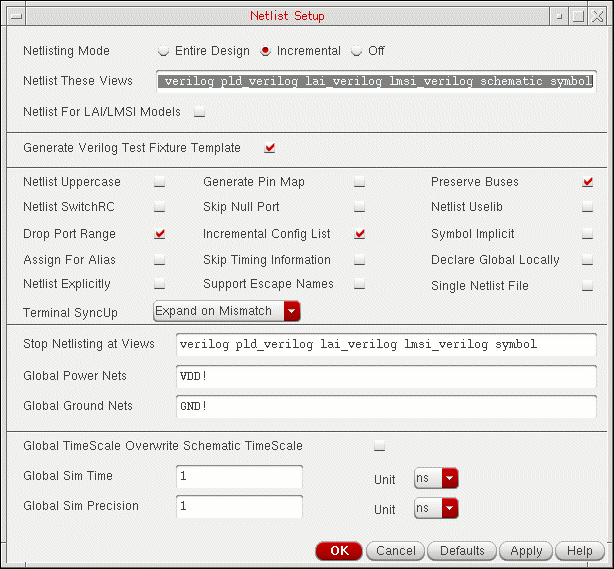 Netlist Setup
Netlisting Mode Entire Design Incremental Off
Netlist These Views verilog pld_verilog lai_verilog lmsi_verilog schematic symbol
Netlist For LAI/LMSI Models
Generate Verilog Test Fixture Template
Netlist Uppercase Generate Pin Map Preserve Buses
Netlist SwitchRC Skip Null Port Netlist Uselib
Drop Port Range Incremental Config List Symbol Implicit
Assign For Alias Skip Timing Information Declare Global Locally
Netlist Explicitly Support Escape Names Single Netlist File
Terminal SyncUp Expand on Mismatch
Stop Netlisting at Views verilog pld_verilog lai_verilog lmsi_verilog symbol
Global Power Nets VDD!
Global Ground Nets GND!
Global TimeScale Overwrite Schematic TimeScale
Global Sim Time 1 Unit ns
Global Sim Precision 1 Unit ns
OK Cancel Defaults Apply Help